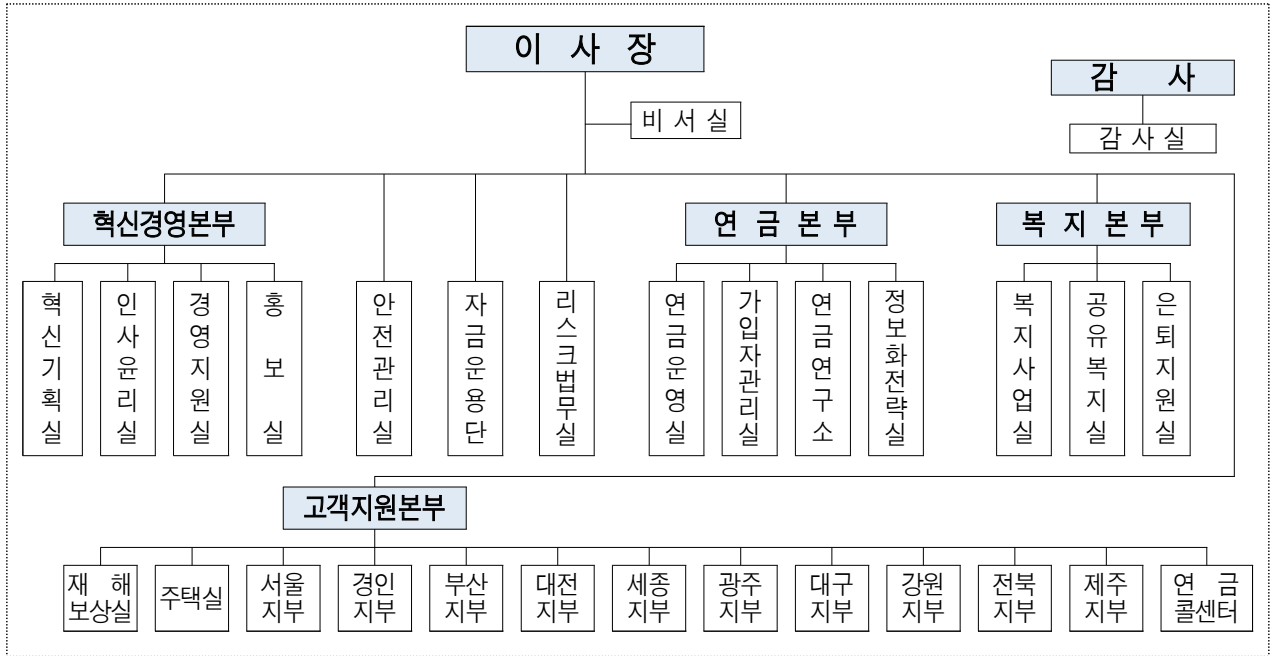 이 사 장
감 사
비 서 실
감 사 실
혁신경영본부
연 금 본 부
복 지 본 부
혁신기획실
인사윤리실
경영지원실
홍보실
안전관리실
자금운용단
리스크법무실
연금운영실
가입자관리실
연금연구소
정보화전략실
복지사업실
공유복지실
은퇴지원실
고객지원본부
재 해
보상실
주택실
서울
지부
경인
지부
부산
지부
대전
지부
세종
지부
광주
지부
대구
지부
강원
지부
전북
지부
제주
지부
연 금
콜센터